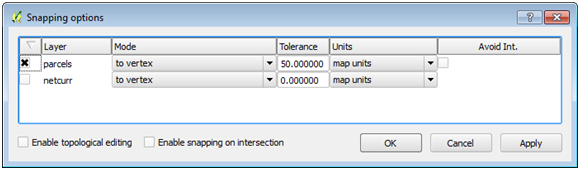 Snapping options
Layer Mode Tolerance Units Avoid Int.
parcels to vertex 50.000000 map units
netcurr to vertex 0.000000 map units
Enable topological editing Enable snapping on intersection OK Cancel Apply